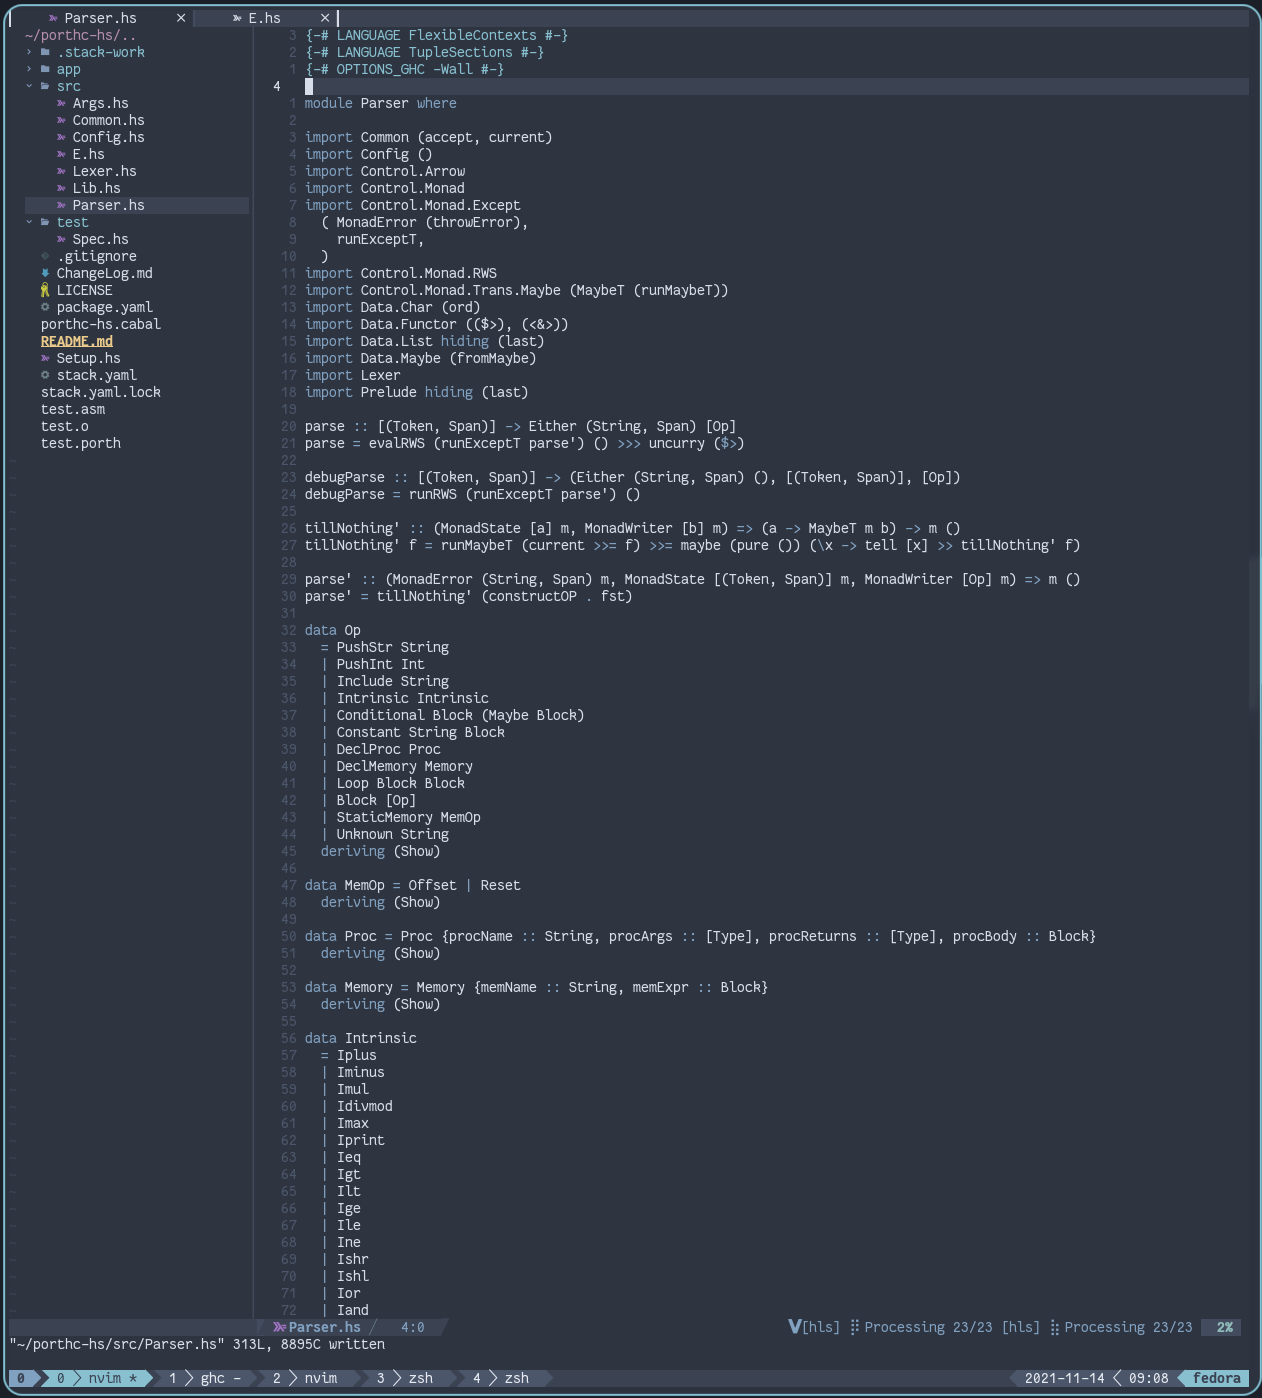 Parser.hs × E.hs ×
~/porthc-hs/..
› .stack-work
› app
⌄ src
Args.hs
Common.hs
Config.hs
E.hs
Lexer.hs
Lib.hs
Parser.hs
⌄ test
Spec.hs
.gitignore
ChangeLog.md
LICENSE
package.yaml
porthc-hs.cabal
README.md
Setup.hs
stack.yaml
stack.yaml.lock
test.asm
test.o
test.porth
3 {-# LANGUAGE FlexibleContexts #-}
2 {-# LANGUAGE TupleSections #-}
1 {-# OPTIONS_GHC -Wall #-}
4
1 module Parser where
2
3 import Common (accept, current)
4 import Config ()
5 import Control.Arrow
6 import Control.Monad
7 import Control.Monad.Except
8   ( MonadError (throwError),
9     runExceptT,
10   )
11 import Control.Monad.RWS
12 import Control.Monad.Trans.Maybe (MaybeT (runMaybeT))
13 import Data.Char (ord)
14 import Data.Functor (($>), (<&>))
15 import Data.List hiding (last)
16 import Data.Maybe (fromMaybe)
17 import Lexer
18 import Prelude hiding (last)
19
20 parse :: [(Token, Span)] -> Either (String, Span) [Op]
21 parse = evalRWS (runExceptT parse') () >>> uncurry ($>)
22
23 debugParse :: [(Token, Span)] -> (Either (String, Span) (), [(Token, Span)], [Op])
24 debugParse = runRWS (runExceptT parse') ()
25
26 tillNothing' :: (MonadState [a] m, MonadWriter [b] m) => (a -> MaybeT m b) -> m ()
27 tillNothing' f = runMaybeT (current >>= f) >>= maybe (pure ()) (\x -> tell [x] >> tillNothing' f)
28
29 parse' :: (MonadError (String, Span) m, MonadState [(Token, Span)] m, MonadWriter [Op] m) => m ()
30 parse' = tillNothing' (constructOP . fst)
31
32 data Op
33   = PushStr String
34   | PushInt Int
35   | Include String
36   | Intrinsic Intrinsic
37   | Conditional Block (Maybe Block)
38   | Constant String Block
39   | DeclProc Proc
40   | DeclMemory Memory
41   | Loop Block Block
42   | Block [Op]
43   | StaticMemory MemOp
44   | Unknown String
45   deriving (Show)
46
47 data MemOp = Offset | Reset
48   deriving (Show)
49
50 data Proc = Proc {procName :: String, procArgs :: [Type], procReturns :: [Type], procBody :: Block}
51   deriving (Show)
52
53 data Memory = Memory {memName :: String, memExpr :: Block}
54   deriving (Show)
55
56 data Intrinsic
57   = Iplus
58   | Iminus
59   | Imul
60   | Idivmod
61   | Imax
62   | Iprint
63   | Ieq
64   | Igt
65   | Ilt
66   | Ige
67   | Ile
68   | Ine
69   | Ishr
70   | Ishl
71   | Ior
72   | Iand
Parser.hs 4:0 [hls] ⣾ Processing 23/23 [hls] ⣾ Processing 23/23 2%
"~/porthc-hs/src/Parser.hs" 313L, 8895C written
0 0 nvim * 1 ghc - 2 nvim 3 zsh 4 zsh 2021-11-14 09:08 fedora